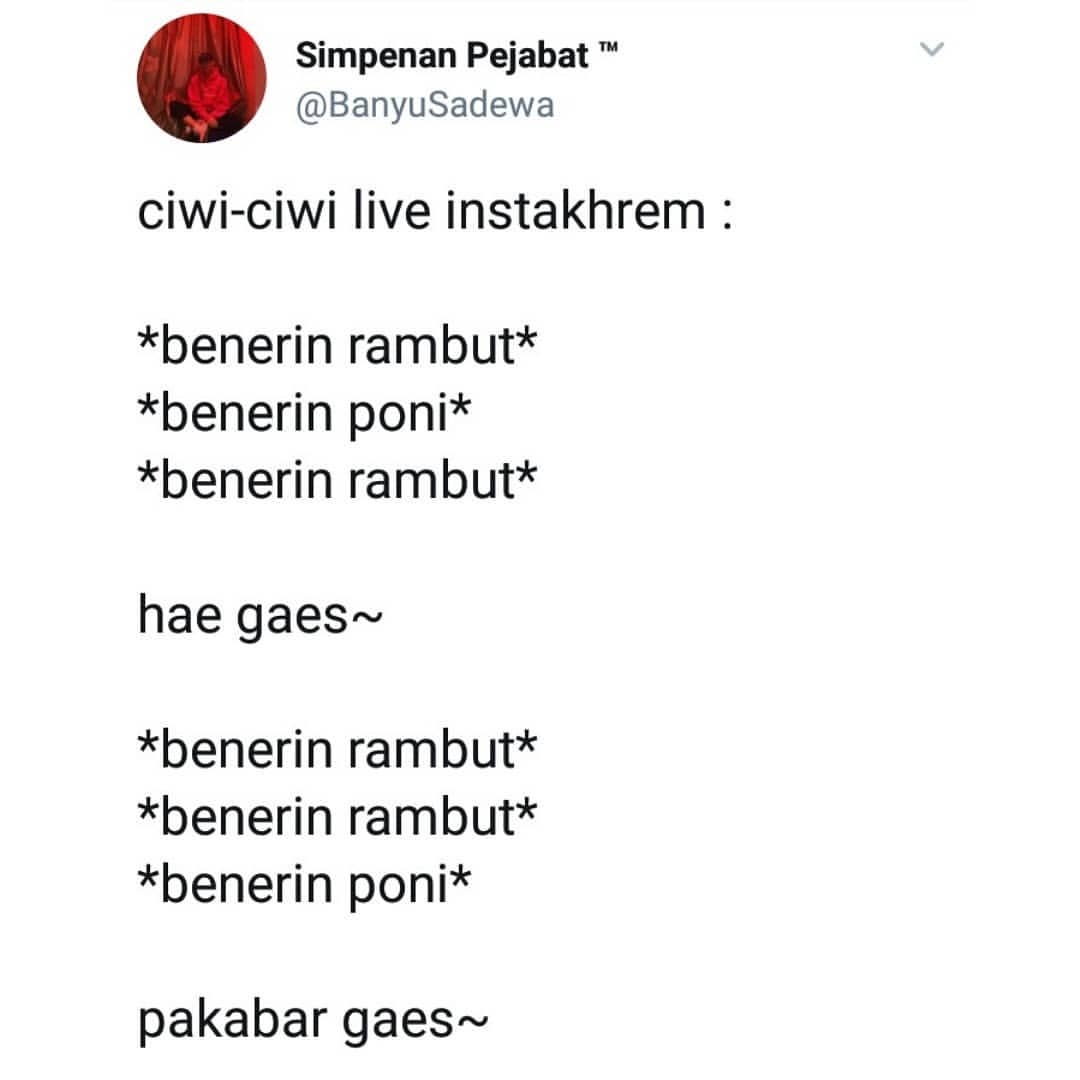 Simpenan Pejabat ™
@BanyuSadewa
ciwi-ciwi live instakhrem :
*benerin rambut*
*benerin poni*
*benerin rambut*
hae gaes~
*benerin rambut*
*benerin rambut*
*benerin poni*
pakabar gaes~